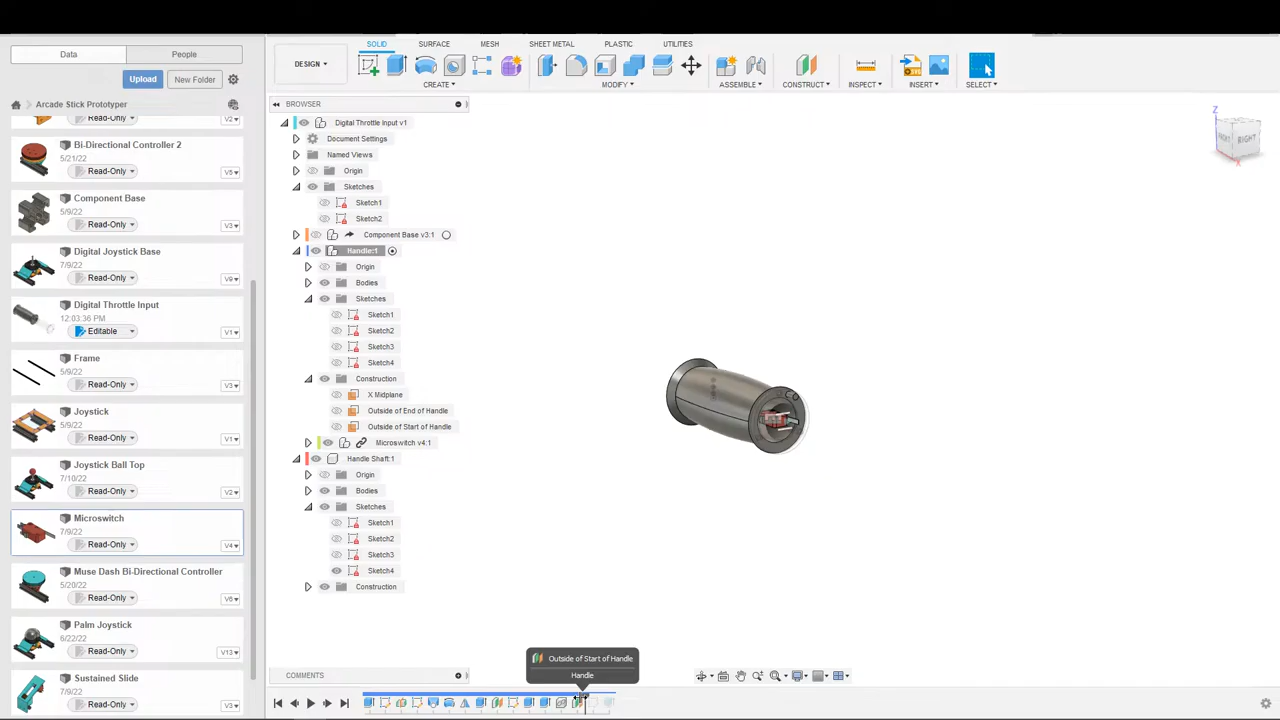 Data People
Upload New Folder
Arcade Stick Prototyper
Read-Only V2
Bi-Directional Controller 2
5/21/22
Read-Only V5
Component Base
5/9/22
Read-Only V3
Digital Joystick Base
7/9/22
Read-Only V9
Digital Throttle Input
12:03:36 PM
Editable V1
Frame
5/9/22
Read-Only V3
Joystick
5/9/22
Read-Only V4
Joystick Ball Top
7/10/22
Read-Only V2
Microswitch
7/9/22
Read-Only V4
Muse Dash Bi-Directional Controller
5/20/22
Read-Only V6
Palm Joystick
6/22/22
Read-Only V13
Sustained Slide
Read-Only V2
DESIGN
SOLID SURFACE MESH SHEET METAL PLASTIC UTILITIES
CREATE MODIFY ASSEMBLE CONSTRUCT INSPECT INSERT SELECT
BROWSER
Digital Throttle Input v1
Document Settings
Named Views
Origin
Sketches
Sketch1
Sketch2
Component Base v3:1
Handle:1
Origin
Bodies
Sketches
Sketch1
Sketch2
Sketch3
Sketch4
Construction
X Midplane
Outside of End of Handle
Outside of Start of Handle
Microswitch v4:1
Handle Shaft:1
Origin
Bodies
Sketches
Sketch1
Sketch2
Sketch3
Sketch4
Construction
Z
RIGHT
X
Outside of Start of Handle
Handle
COMMENTS